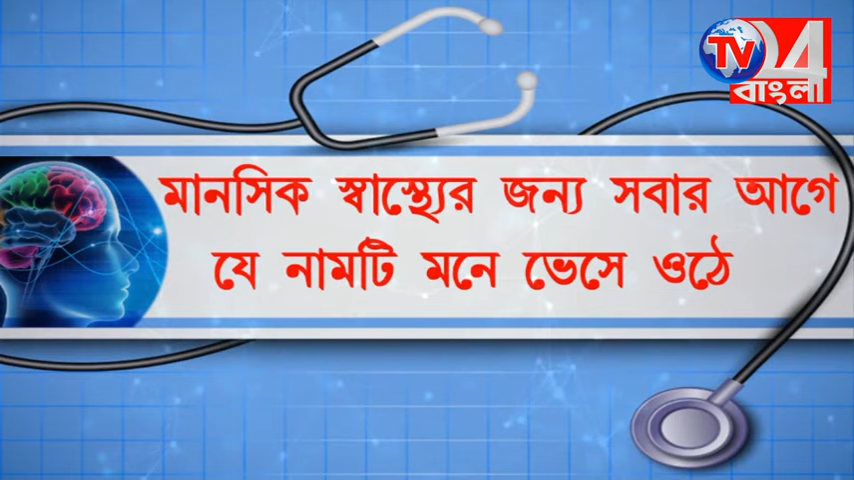 TV 24
বাংলা
মানসিক স্বাস্থ্যের জন্য সবার আগে
যে নামটি মনে ভেসে ওঠে